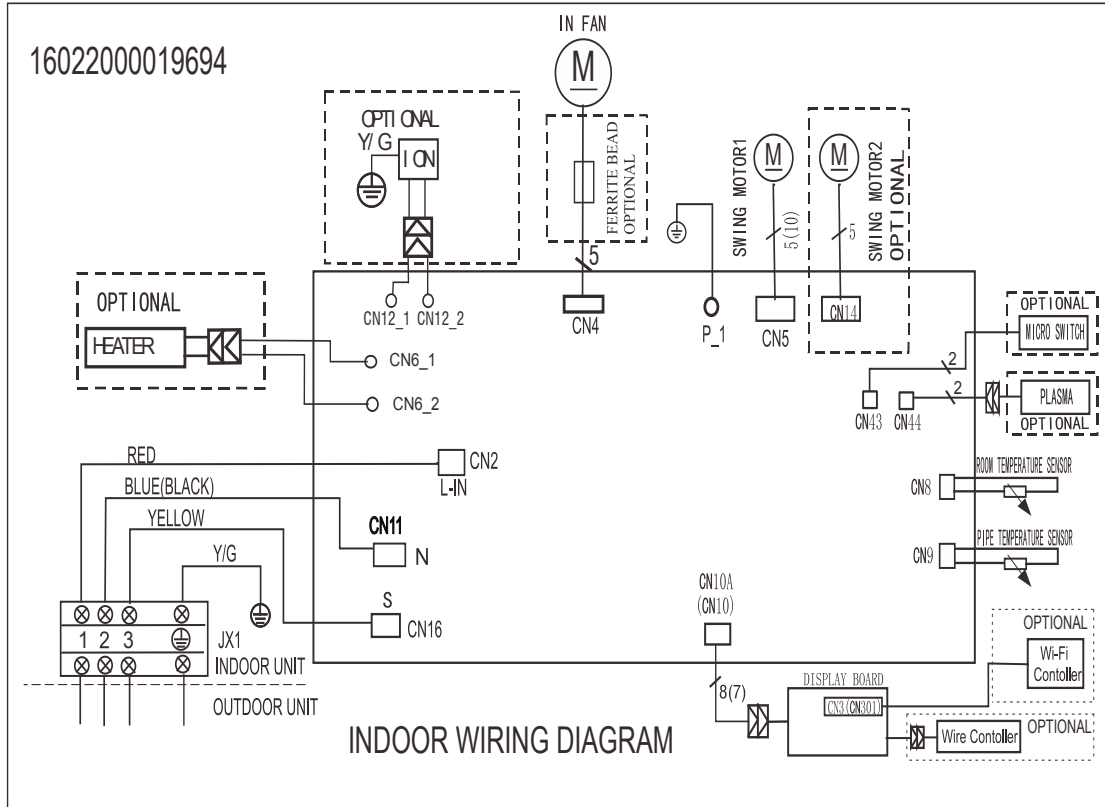 IN FAN
16022000019694
M
OPTIONAL
Y/G
ION
FERRITE BEAD
OPTIONAL
5
SWING MOTOR1
M
5(10)
M
5
SWING MOTOR2
OPTIONAL
CN12_1 CN12_2
CN4
P_1
CN5
CN14
OPTIONAL
HEATER
CN6_1
CN6_2
OPTIONAL
MICRO SWITCH
2
2
PLASMA
OPTIONAL
CN43
CN44
RED
CN2
L-IN
BLUE(BLACK)
YELLOW
CN11
N
Y/G
S
CN16
ROOM TEMPERATURE SENSOR
CN8
PIPE TEMPERATURE SENSOR
CN9
1 2 3
JX1
INDOOR UNIT
OUTDOOR UNIT
CN10A
(CN10)
8(7)
DISPLAY BOARD
CN3(CN301)
OPTIONAL
Wi-Fi
Contoller
Wire Contoller
OPTIONAL
INDOOR WIRING DIAGRAM